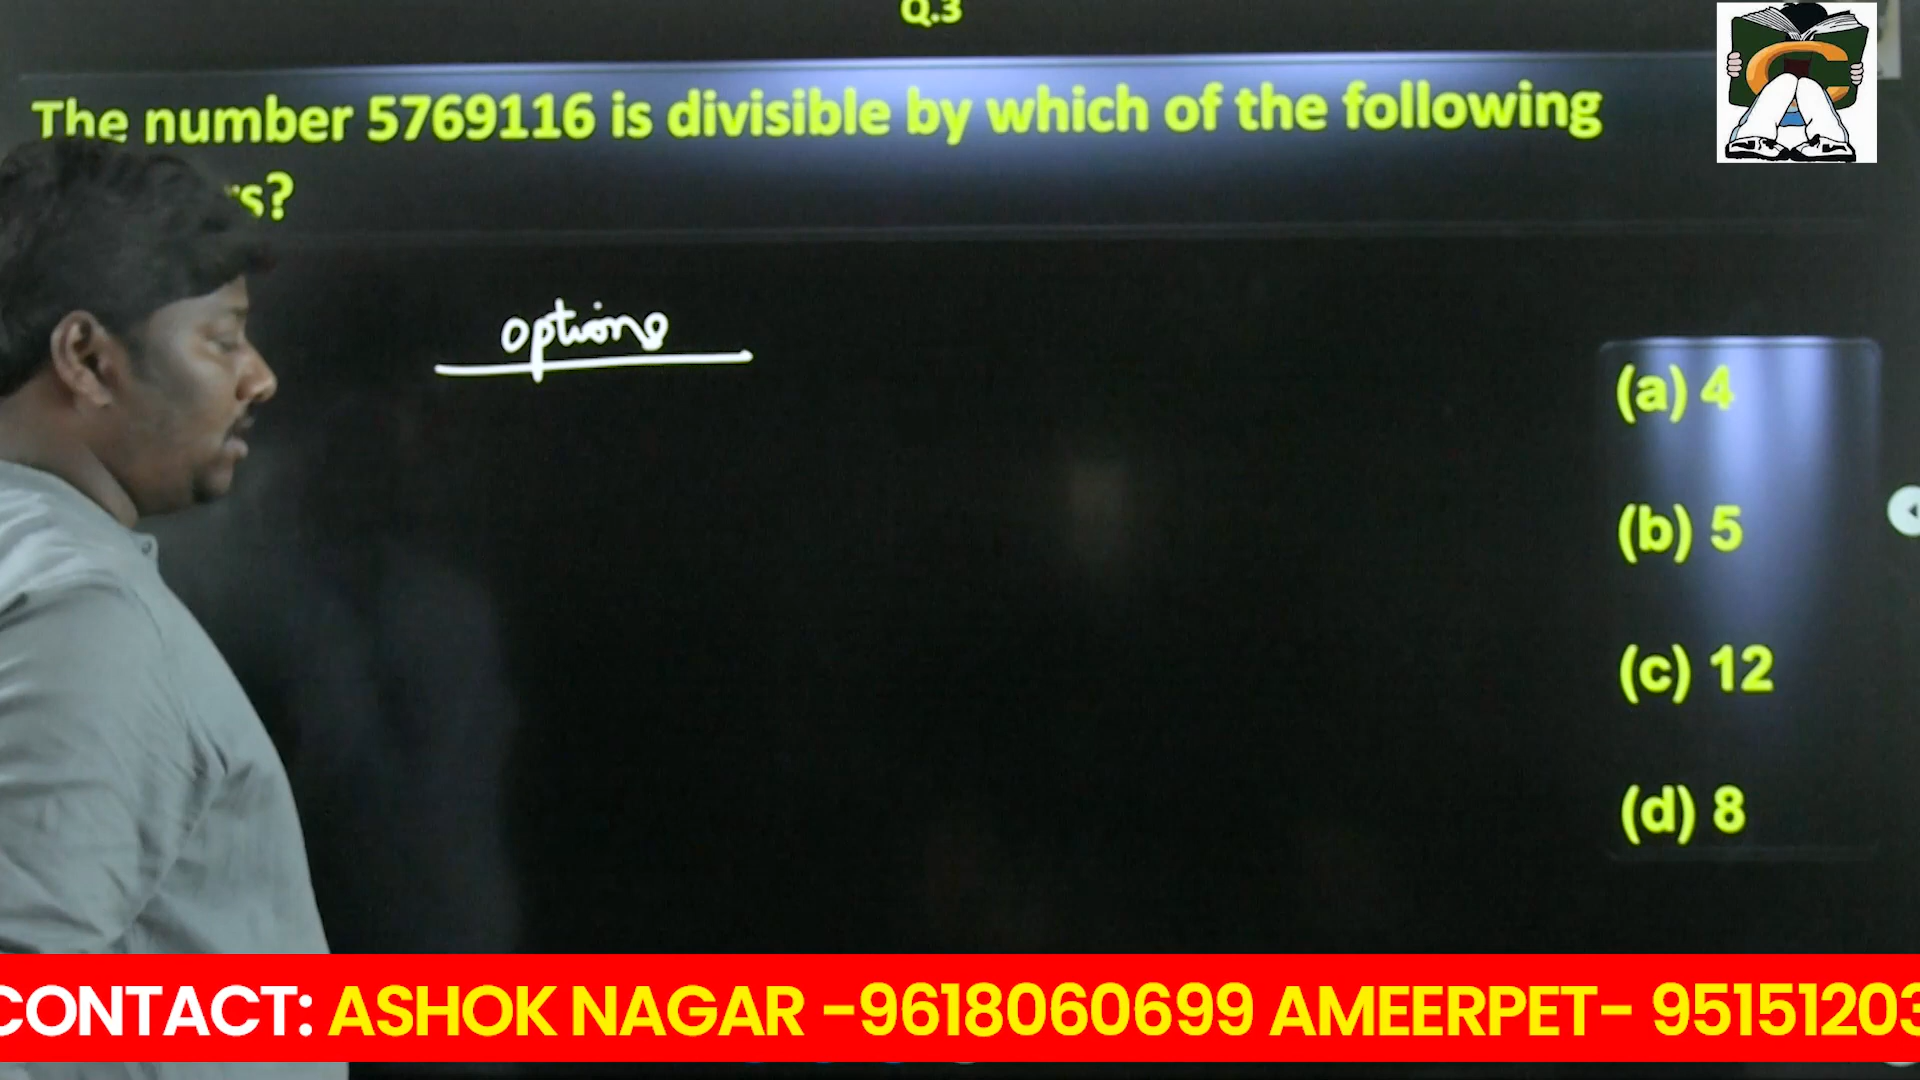 Q.3
The number 5769116 is divisible by which of the following
s?
options
(a) 4
(b) 5
(c) 12
(d) 8
CONTACT: ASHOK NAGAR -9618060699 AMEERPET- 95151203